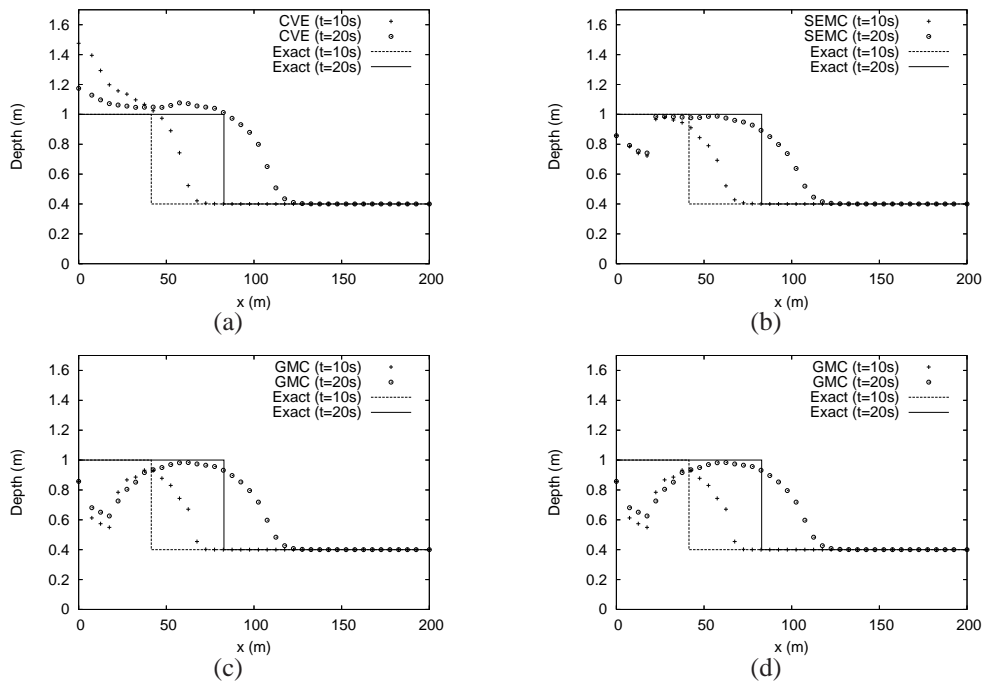 CVE (t=10s)
CVE (t=20s)
Exact (t=10s)
Exact (t=20s)
Depth (m)
1.6
1.4
1.2
1
0.8
0.6
0.4
0.2
0
0 50 100 150 200
x (m)
(a)
SEMC (t=10s)
SEMC (t=20s)
Exact (t=10s)
Exact (t=20s)
Depth (m)
1.6
1.4
1.2
1
0.8
0.6
0.4
0.2
0
0 50 100 150 200
x (m)
(b)
GMC (t=10s)
GMC (t=20s)
Exact (t=10s)
Exact (t=20s)
Depth (m)
1.6
1.4
1.2
1
0.8
0.6
0.4
0.2
0
0 50 100 150 200
x (m)
(c)
GMC (t=10s)
GMC (t=20s)
Exact (t=10s)
Exact (t=20s)
Depth (m)
1.6
1.4
1.2
1
0.8
0.6
0.4
0.2
0
0 50 100 150 200
x (m)
(d)